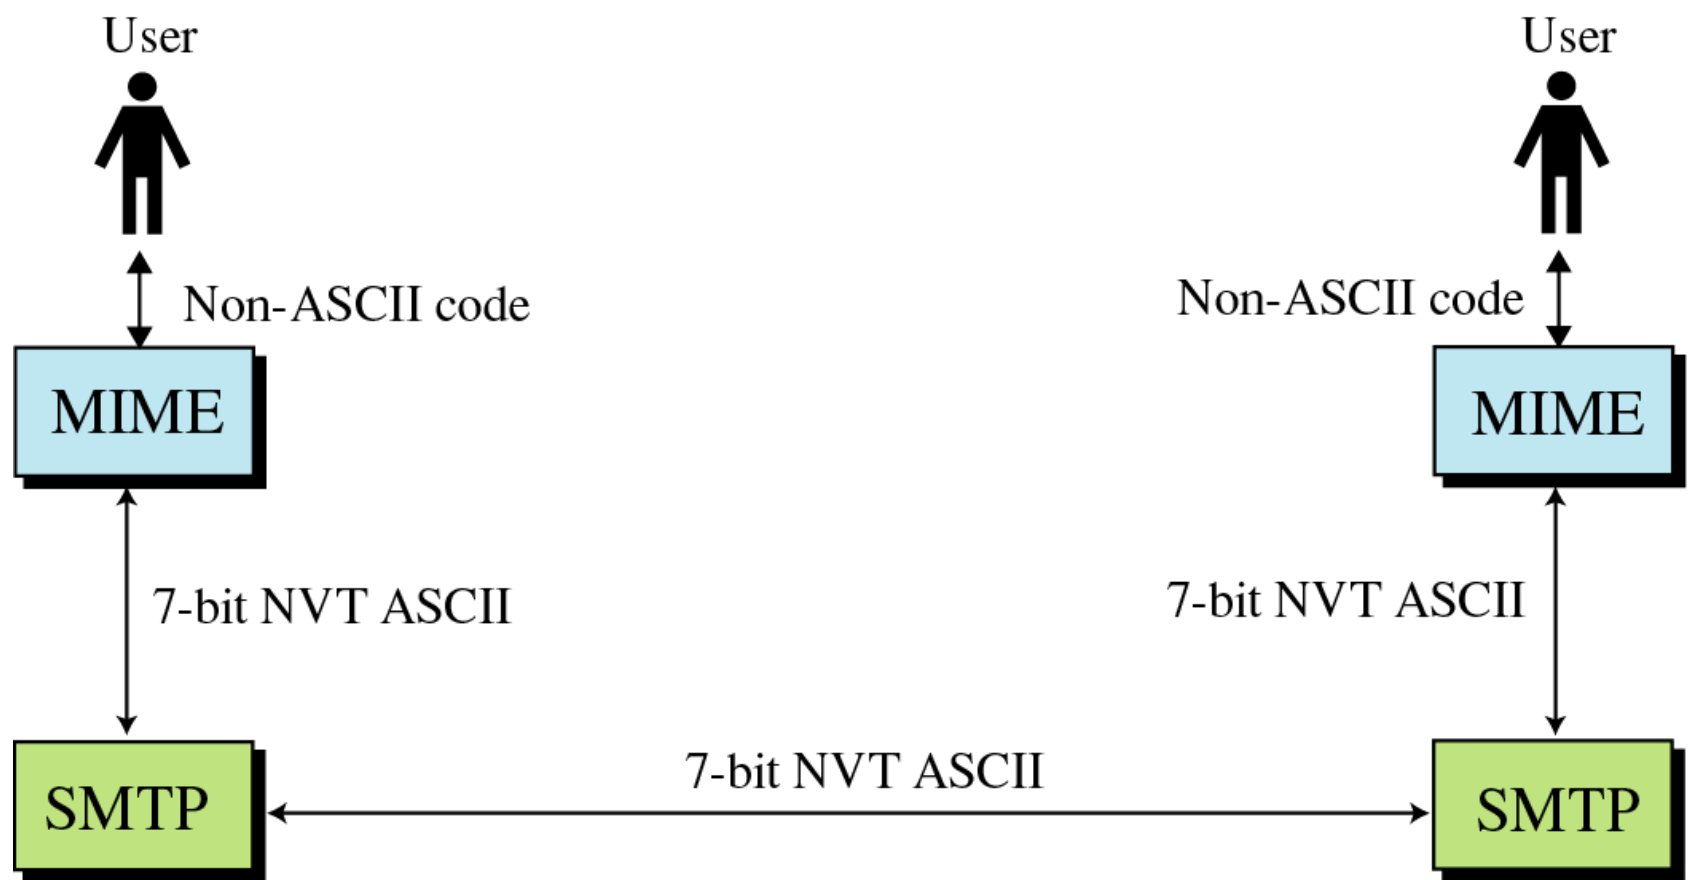 User
User
Non-ASCII code
Non-ASCII code
MIME
MIME
7-bit NVT ASCII
7-bit NVT ASCII
7-bit NVT ASCII
SMTP
SMTP